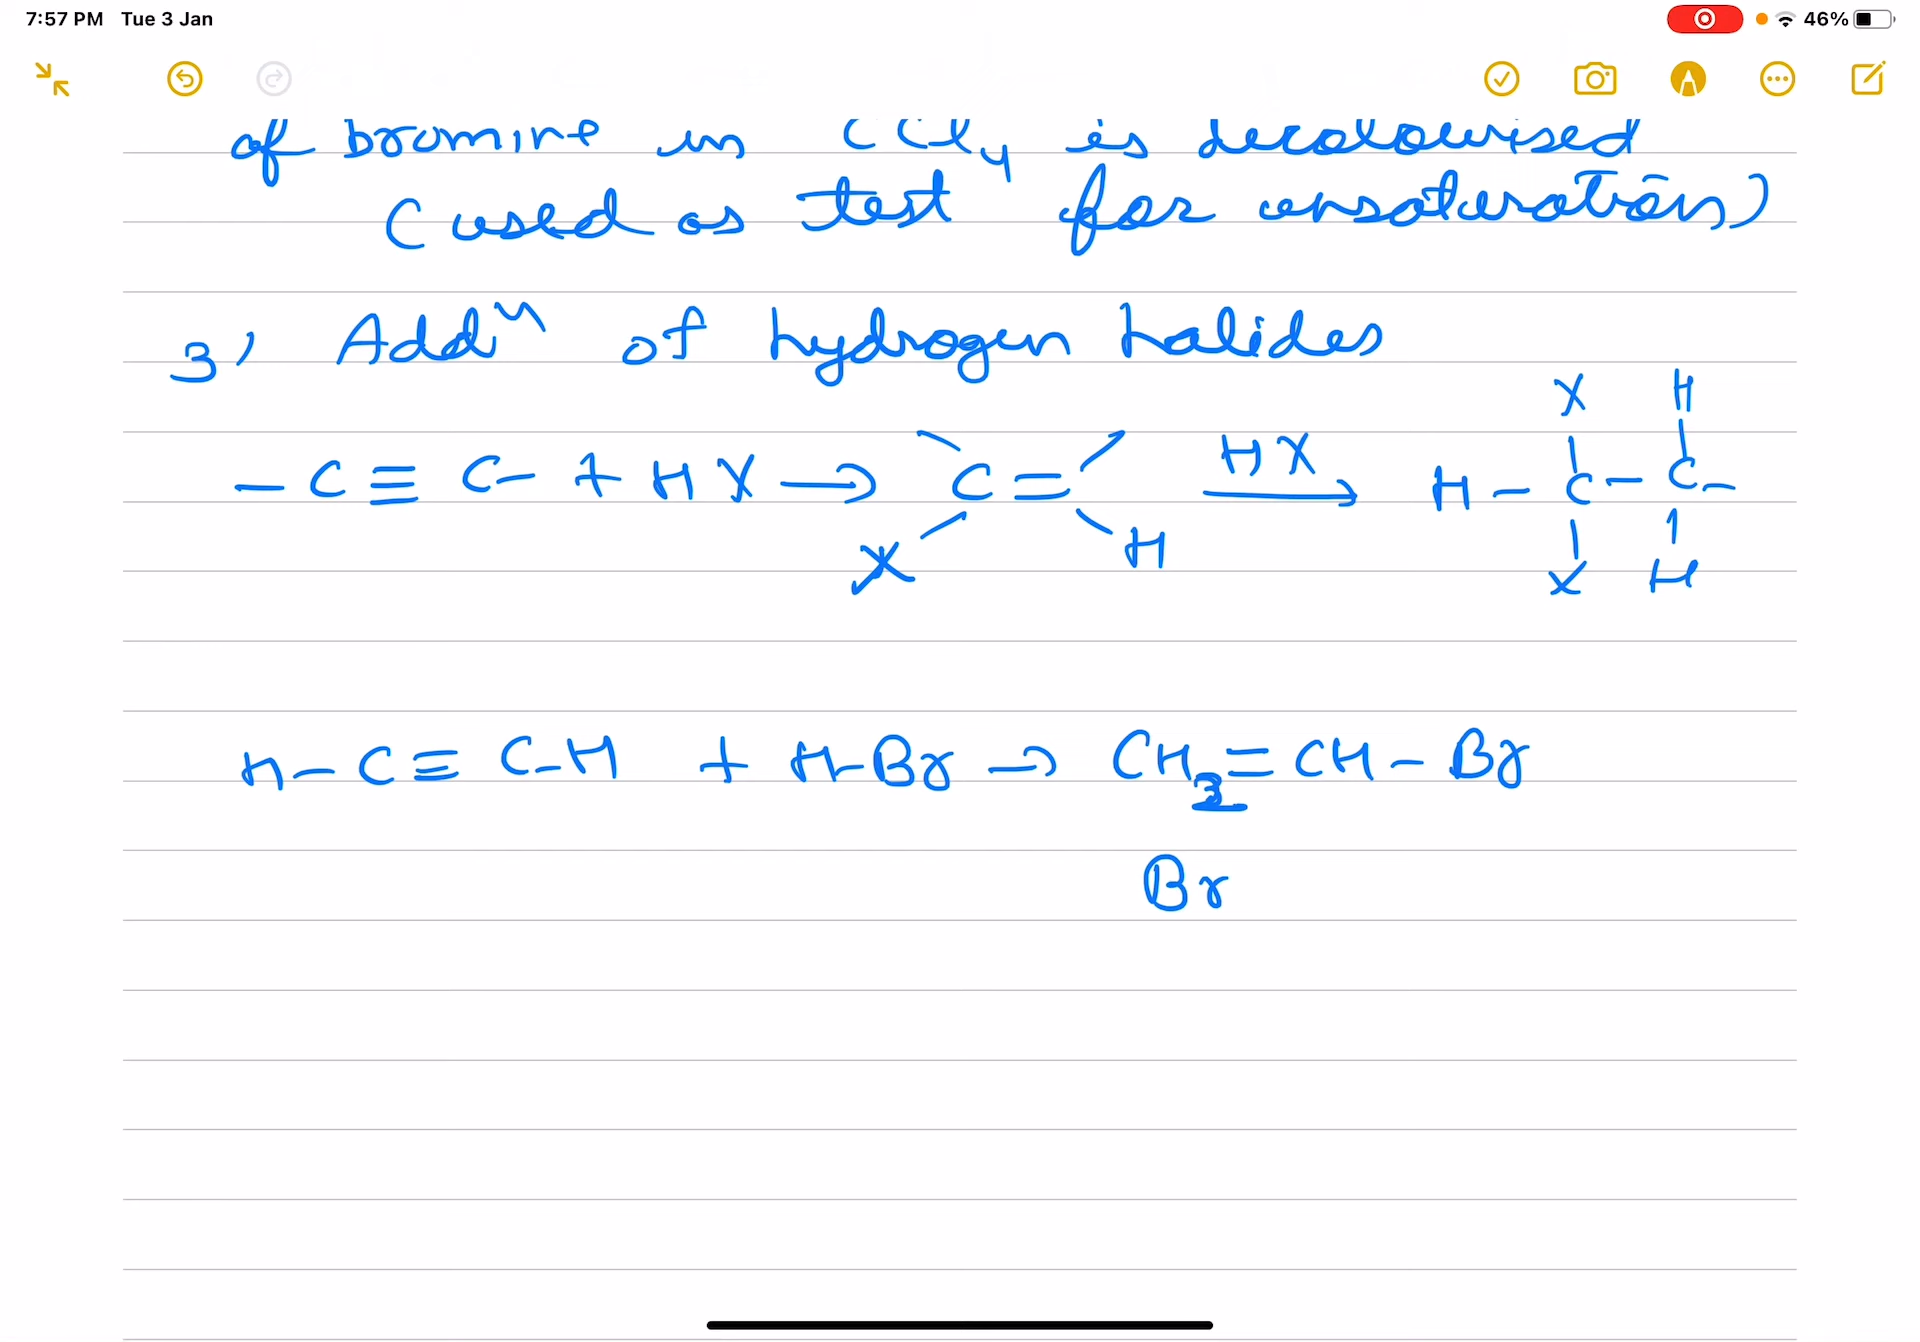 7:57 PM Tue 3 Jan 46%
of bromine in CCl4 is decolourised
(used as test for unsaturation)
3) Addn of hydrogen halides
X H
- C ≡ C - + H X → C = HX → H - C - C -
X H X H
H - C ≡ C - H + H - Br → CH2 = CH - Br
Br